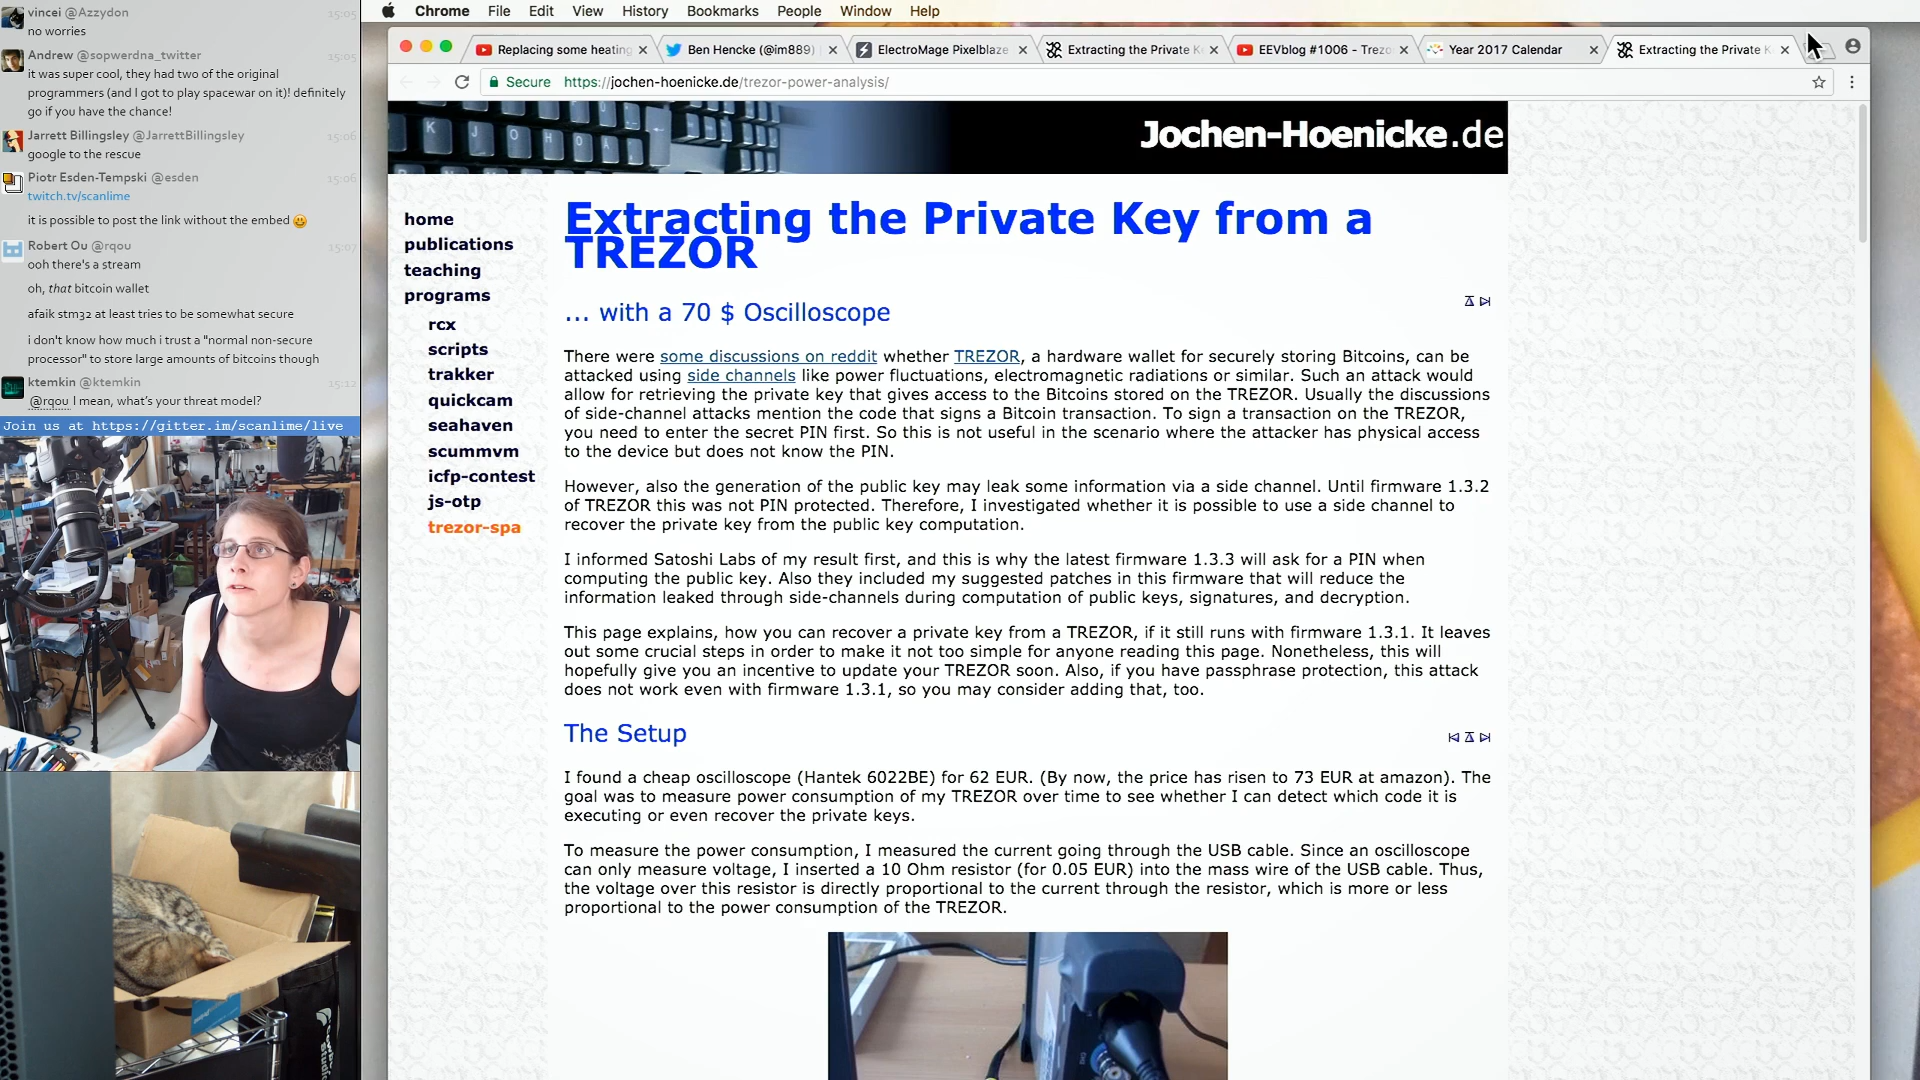 vincei @Azzydon 15:05
no worries
Andrew @sopwerdna_twitter 15:05
it was super cool, they had two of the original
programmers (and I got to play spacewar on it)! definitely
go if you have the chance!
Jarrett Billingsley @JarrettBillingsley 15:06
google to the rescue
Piotr Esden-Tempski @esden 15:06
twitch.tv/scanlime
it is possible to post the link without the embed
Robert Ou @rqou 15:07
ooh there's a stream
oh, that bitcoin wallet
afaik stm32 at least tries to be somewhat secure
i don't know how much i trust a "normal non-secure
processor" to store large amounts of bitcoins though
ktemkin @ktemkin 15:12
@rqou I mean, what's your threat model?
Join us at https://gitter.im/scanlime/live
Chrome File Edit View History Bookmarks People Window Help
Replacing some heating
Ben Hencke (@im889)
ElectroMage Pixelblaze
Extracting the Private K
EEVblog #1006 - Trezo
Year 2017 Calendar
Extracting the Private K
Secure https://jochen-hoenicke.de/trezor-power-analysis/
Jochen-Hoenicke.de
home
publications
teaching
programs
rcx
scripts
trakker
quickcam
seahaven
scummvm
icfp-contest
js-otp
trezor-spa
Extracting the Private Key from a
TREZOR
... with a 70 $ Oscilloscope
There were some discussions on reddit whether TREZOR, a hardware wallet for securely storing Bitcoins, can be
attacked using side channels like power fluctuations, electromagnetic radiations or similar. Such an attack would
allow for retrieving the private key that gives access to the Bitcoins stored on the TREZOR. Usually the discussions
of side-channel attacks mention the code that signs a Bitcoin transaction. To sign a transaction on the TREZOR,
you need to enter the secret PIN first. So this is not useful in the scenario where the attacker has physical access
to the device but does not know the PIN.
However, also the generation of the public key may leak some information via a side channel. Until firmware 1.3.2
of TREZOR this was not PIN protected. Therefore, I investigated whether it is possible to use a side channel to
recover the private key from the public key computation.
I informed Satoshi Labs of my result first, and this is why the latest firmware 1.3.3 will ask for a PIN when
computing the public key. Also they included my suggested patches in this firmware that will reduce the
information leaked through side-channels during computation of public keys, signatures, and decryption.
This page explains, how you can recover a private key from a TREZOR, if it still runs with firmware 1.3.1. It leaves
out some crucial steps in order to make it not too simple for anyone reading this page. Nonetheless, this will
hopefully give you an incentive to update your TREZOR soon. Also, if you have passphrase protection, this attack
does not work even with firmware 1.3.1, so you may consider adding that, too.
The Setup
I found a cheap oscilloscope (Hantek 6022BE) for 62 EUR. (By now, the price has risen to 73 EUR at amazon). The
goal was to measure power consumption of my TREZOR over time to see whether I can detect which code it is
executing or even recover the private keys.
To measure the power consumption, I measured the current going through the USB cable. Since an oscilloscope
can only measure voltage, I inserted a 10 Ohm resistor (for 0.05 EUR) into the mass wire of the USB cable. Thus,
the voltage over this resistor is directly proportional to the current through the resistor, which is more or less
proportional to the power consumption of the TREZOR.